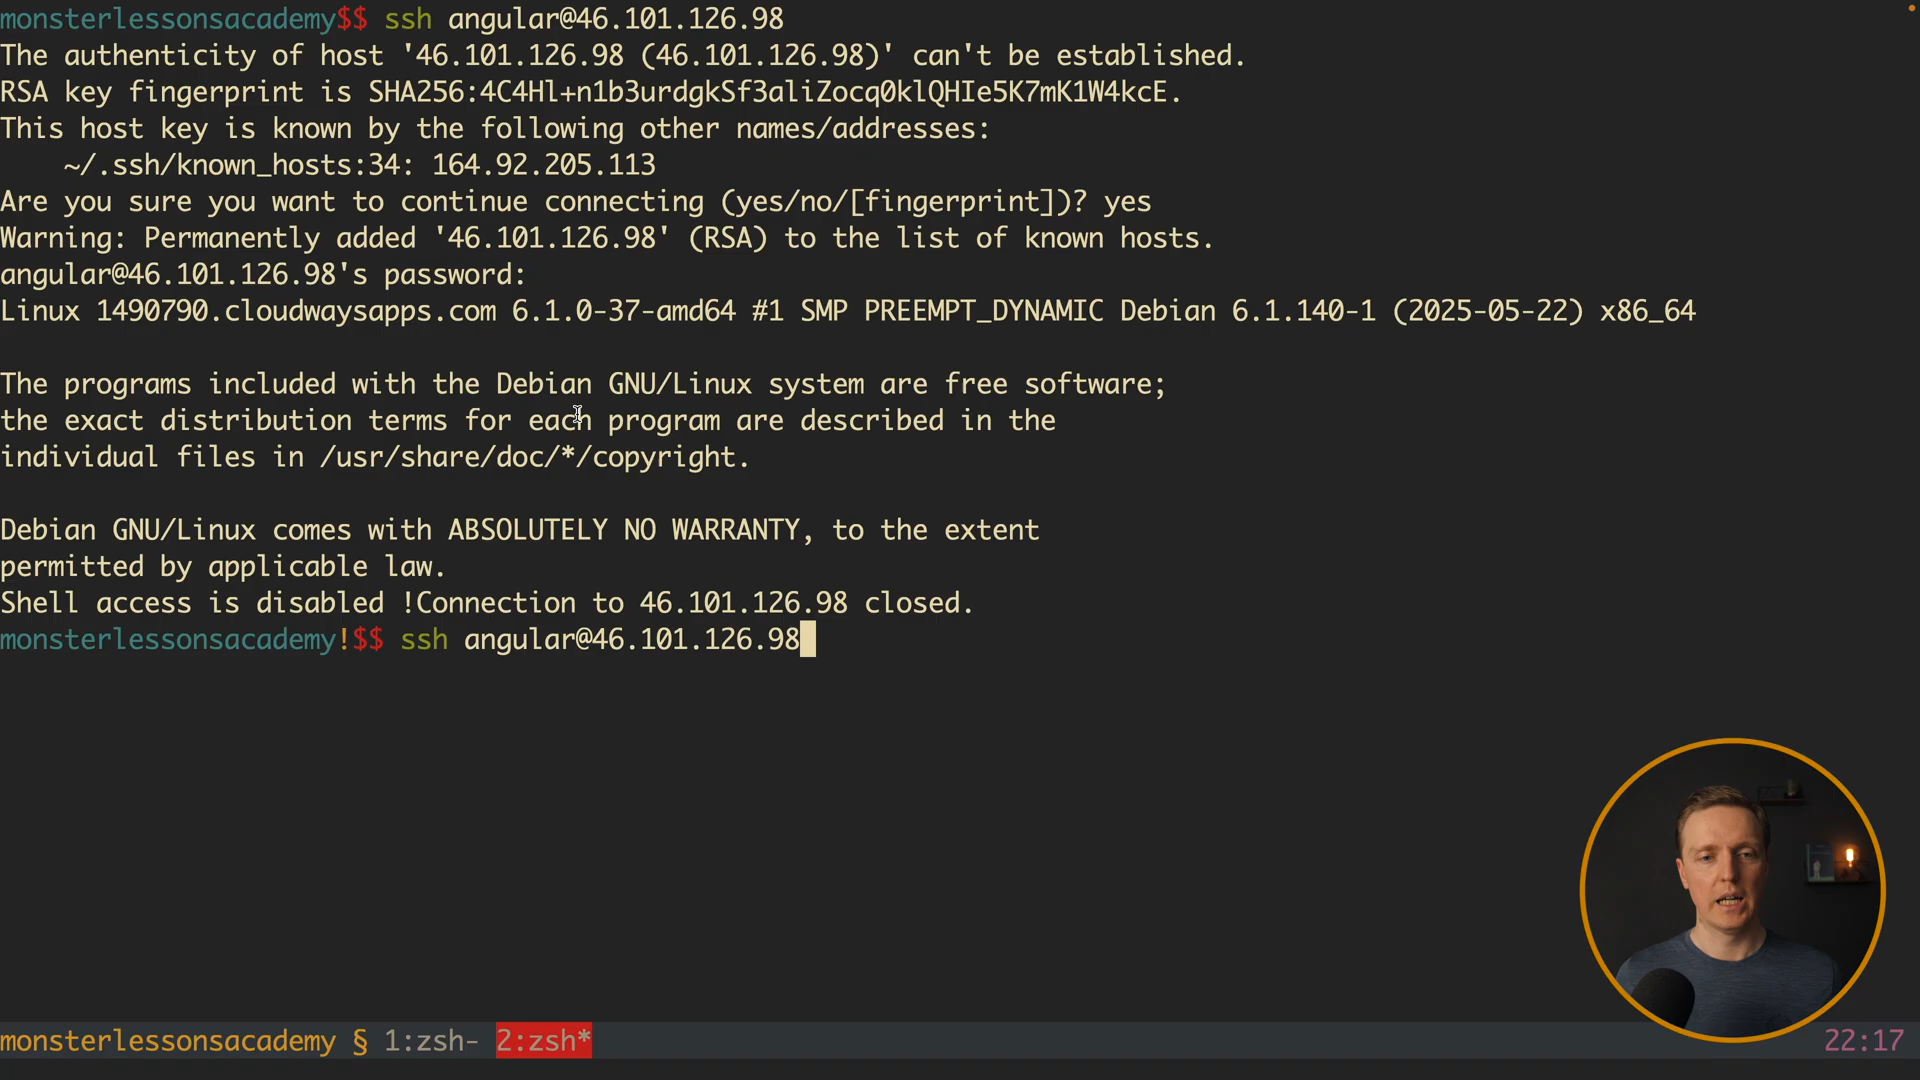 monsterlessonsacademy$$ ssh angular@46.101.126.98
The authenticity of host '46.101.126.98 (46.101.126.98)' can't be established.
RSA key fingerprint is SHA256:4C4Hl+n1b3urdgkSf3aliZocq0klQHIe5K7mK1W4kcE.
This host key is known by the following other names/addresses:
    ~/.ssh/known_hosts:34: 164.92.205.113
Are you sure you want to continue connecting (yes/no/[fingerprint])? yes
Warning: Permanently added '46.101.126.98' (RSA) to the list of known hosts.
angular@46.101.126.98's password:
Linux 1490790.cloudwaysapps.com 6.1.0-37-amd64 #1 SMP PREEMPT_DYNAMIC Debian 6.1.140-1 (2025-05-22) x86_64
The programs included with the Debian GNU/Linux system are free software;
the exact distribution terms for each program are described in the
individual files in /usr/share/doc/*/copyright.
Debian GNU/Linux comes with ABSOLUTELY NO WARRANTY, to the extent
permitted by applicable law.
Shell access is disabled !Connection to 46.101.126.98 closed.
monsterlessonsacademy!$$ ssh angular@46.101.126.98
monsterlessonsacademy § 1:zsh- 2:zsh* 22:17